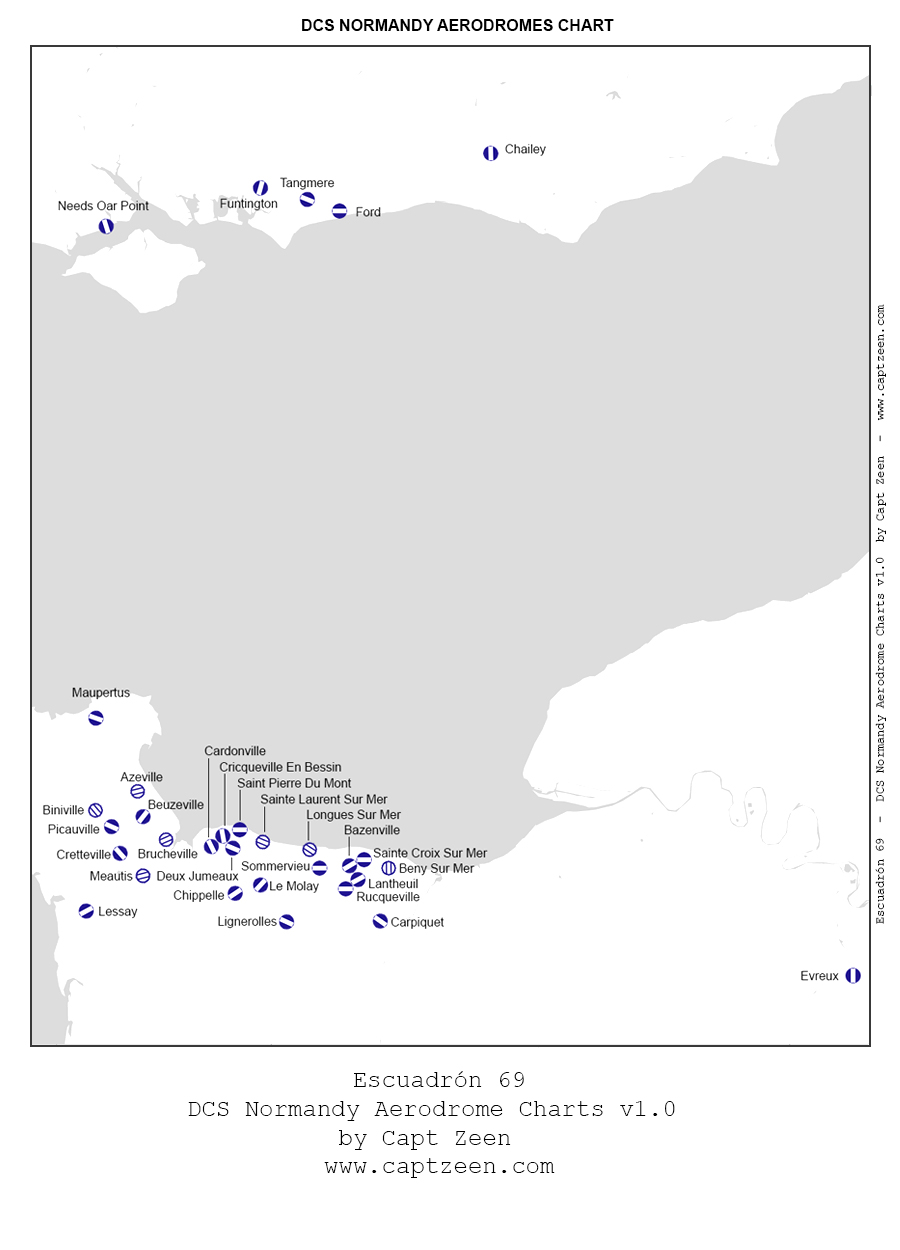 DCS NORMANDY AERODROMES CHART
Chailey
Tangmere
Funtington
Needs Oar Point
Ford
Maupertus
Cardonville
Cricqueville En Bessin
Azeville
Saint Pierre Du Mont
Sainte Laurent Sur Mer
Beuzeville
Biniville
Longues Sur Mer
Picauville
Bazenville
Cretteville
Brucheville
Sainte Croix Sur Mer
Sommervieu
Beny Sur Mer
Meautis
Deux Jumeaux
Le Molay
Lantheuil
Chippelle
Rucqueville
Lessay
Lignerolles
Carpiquet
Evreux
Escuadrón 69 - DCS Normandy Aerodrome Charts v1.0 by Capt Zeen - www.captzeen.com
Escuadrón 69
DCS Normandy Aerodrome Charts v1.0
by Capt Zeen
www.captzeen.com